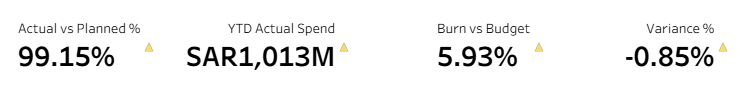 Actual vs Planned %
99.15%
YTD Actual Spend
SAR1,013M
Burn vs Budget
5.93%
Variance %
-0.85%